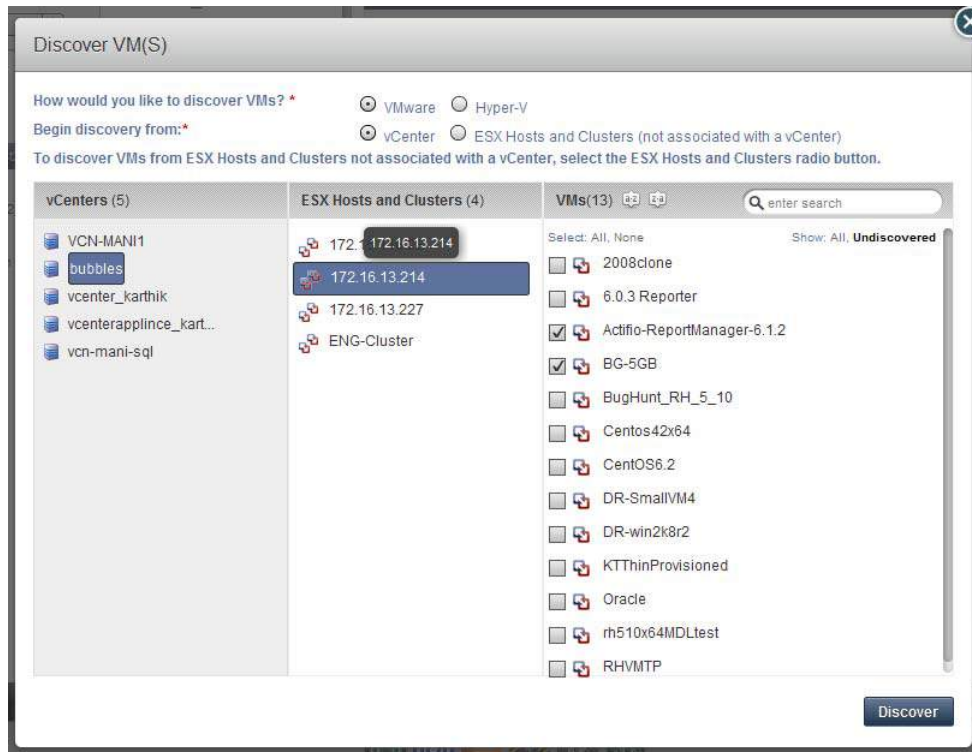 Discover VM(S)
How would you like to discover VMs? * VMware Hyper-V
Begin discovery from:* vCenter ESX Hosts and Clusters (not associated with a vCenter)
To discover VMs from ESX Hosts and Clusters not associated with a vCenter, select the ESX Hosts and Clusters radio button.
vCenters (5)
VCN-MANI1
bubbles
vcenter_karthik
vcenterapplince_kart...
vcn-mani-sql
ESX Hosts and Clusters (4)
172.1
172.16.13.214
172.16.13.214
172.16.13.227
ENG-Cluster
VMs(13) a-z z-a enter search
Select: All, None Show: All, Undiscovered
2008clone
6.0.3 Reporter
Actifio-ReportManager-6.1.2
BG-5GB
BugHunt_RH_5_10
Centos42x64
CentOS6.2
DR-SmallVM4
DR-win2k8r2
KTThinProvisioned
Oracle
rh510x64MDLtest
RHVMTP
Discover